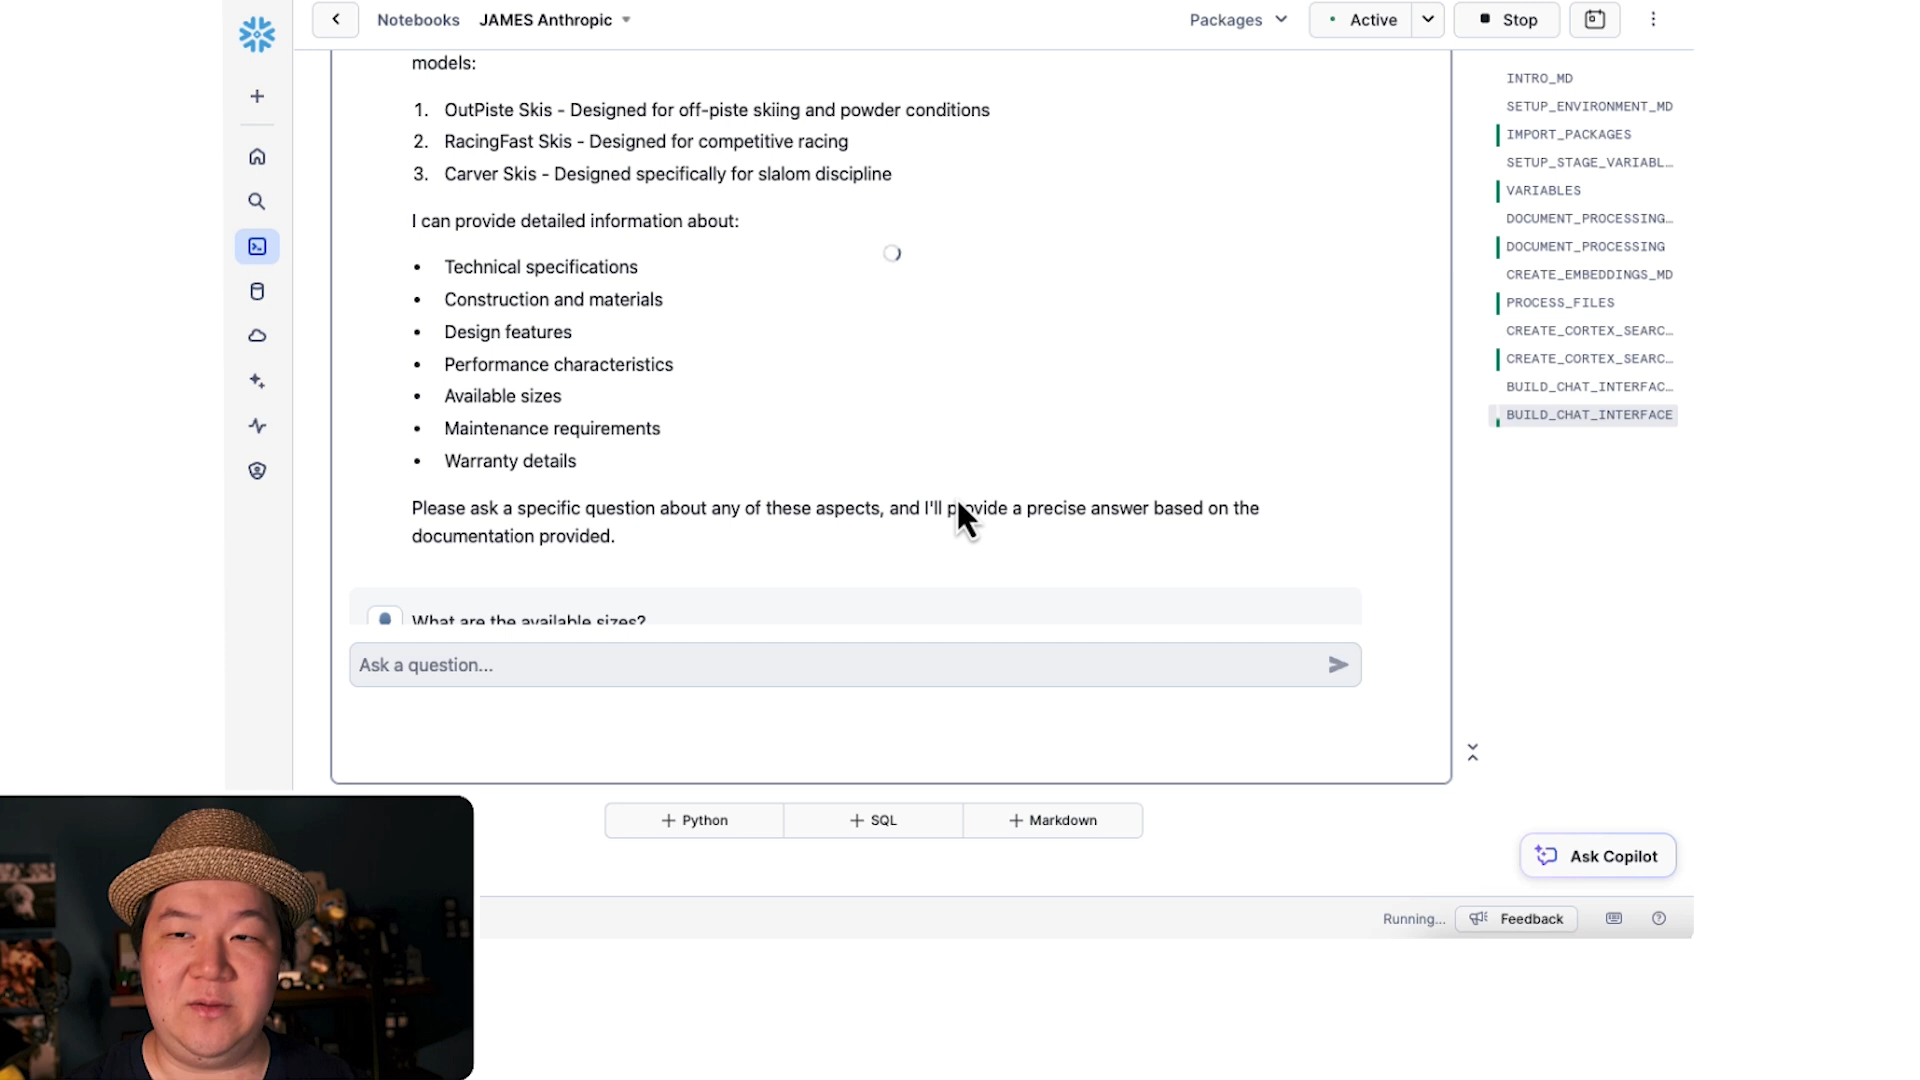 Notebooks JAMES Anthropic
Packages
Active
Stop
models:
1. OutPiste Skis - Designed for off-piste skiing and powder conditions
2. RacingFast Skis - Designed for competitive racing
3. Carver Skis - Designed specifically for slalom discipline
I can provide detailed information about:
• Technical specifications
• Construction and materials
• Design features
• Performance characteristics
• Available sizes
• Maintenance requirements
• Warranty details
Please ask a specific question about any of these aspects, and I'll provide a precise answer based on the
documentation provided.
What are the available sizes?
Ask a question...
+ Python
+ SQL
+ Markdown
INTRO_MD
SETUP_ENVIRONMENT_MD
IMPORT_PACKAGES
SETUP_STAGE_VARIABL...
VARIABLES
DOCUMENT_PROCESSING...
DOCUMENT_PROCESSING
CREATE_EMBEDDINGS_MD
PROCESS_FILES
CREATE_CORTEX_SEARC...
CREATE_CORTEX_SEARC...
BUILD_CHAT_INTERFAC...
BUILD_CHAT_INTERFACE
Ask Copilot
Running...
Feedback